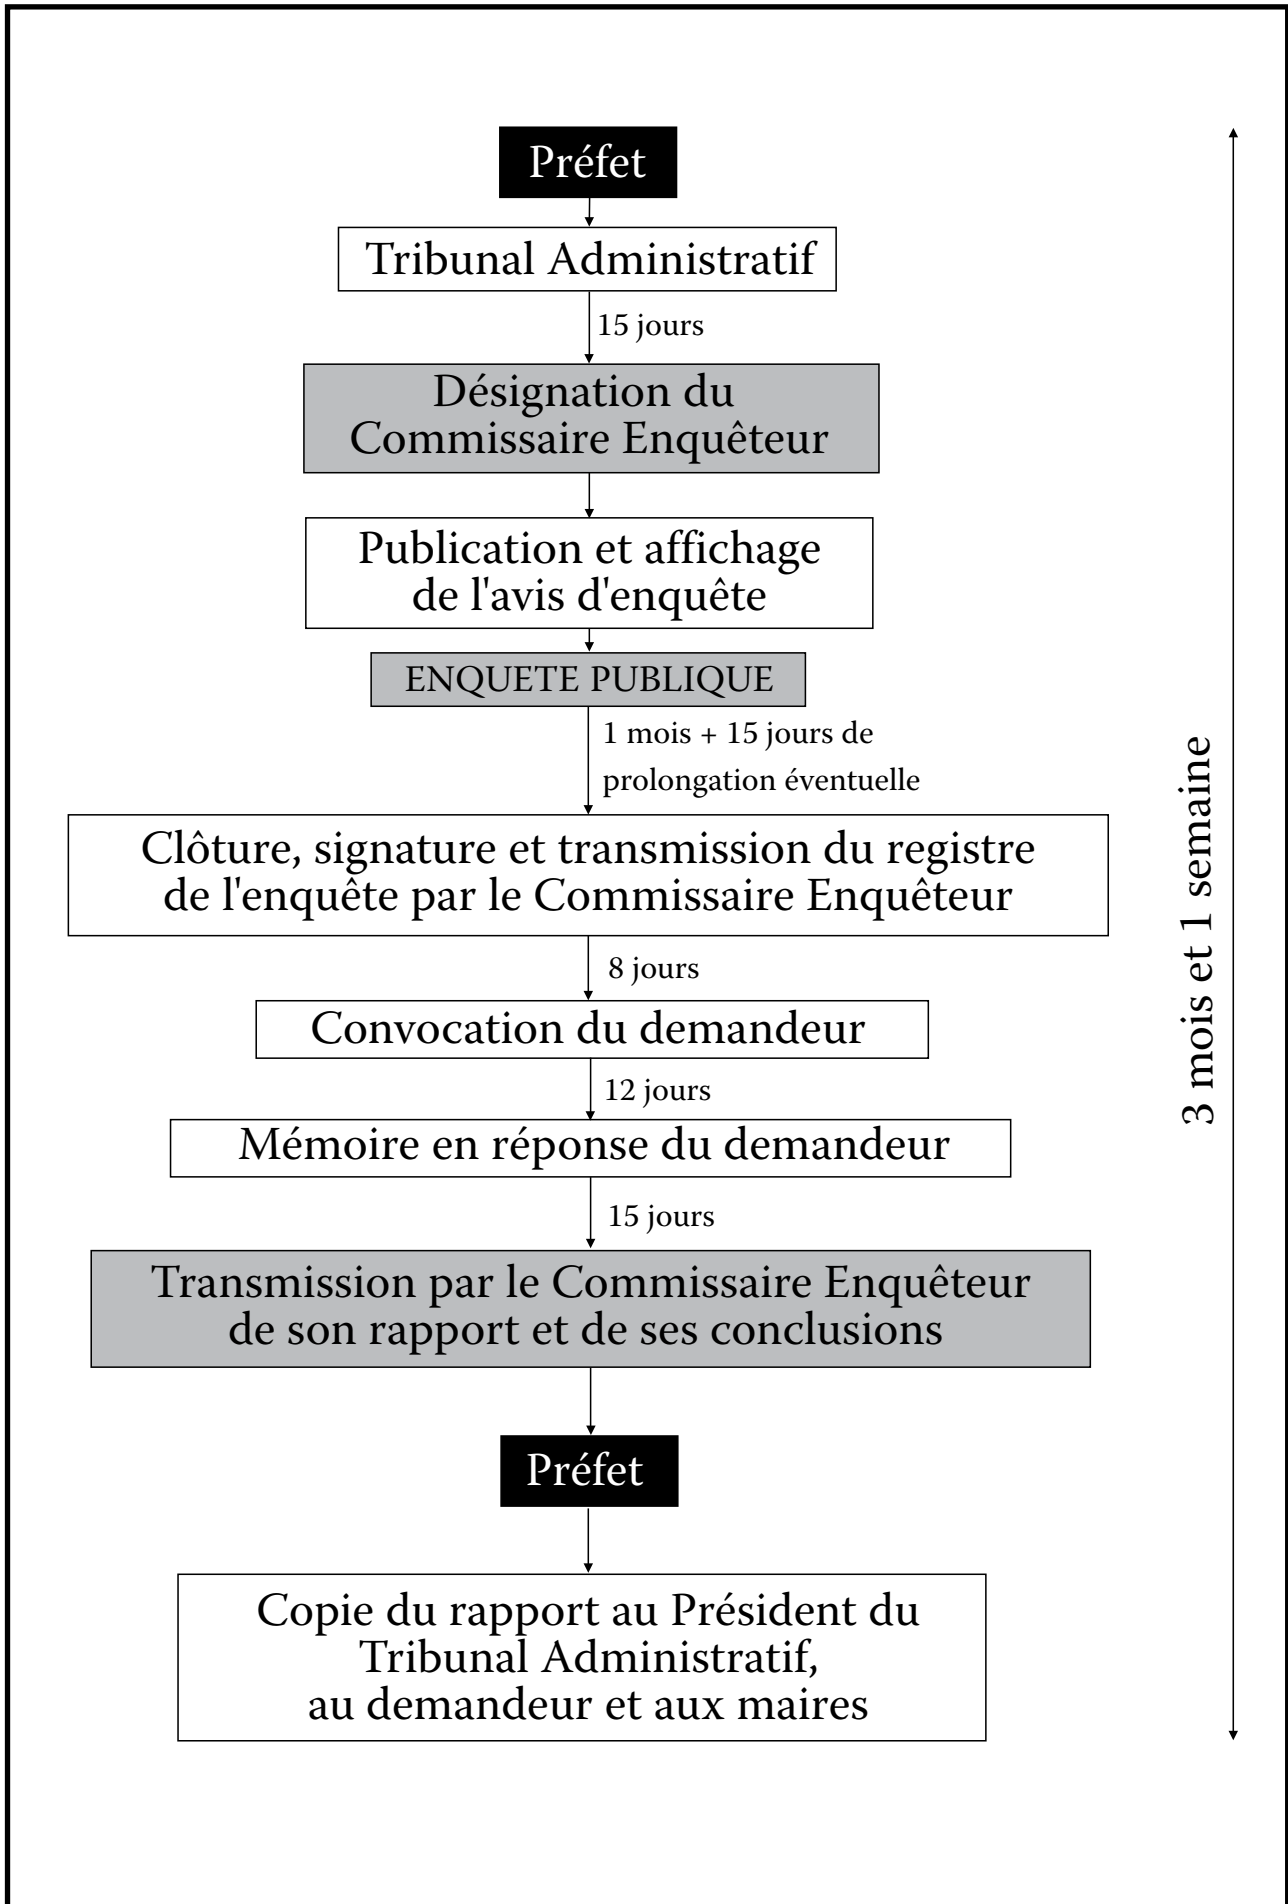 Préfet
Tribunal Administratif
15 jours
Désignation du
Commissaire Enquêteur
Publication et affichage
de l'avis d'enquête
ENQUETE PUBLIQUE
1 mois + 15 jours de
prolongation éventuelle
Clôture, signature et transmission du registre
de l'enquête par le Commissaire Enquêteur
8 jours
Convocation du demandeur
12 jours
Mémoire en réponse du demandeur
15 jours
Transmission par le Commissaire Enquêteur
de son rapport et de ses conclusions
Préfet
Copie du rapport au Président du
Tribunal Administratif,
au demandeur et aux maires
3 mois et 1 semaine